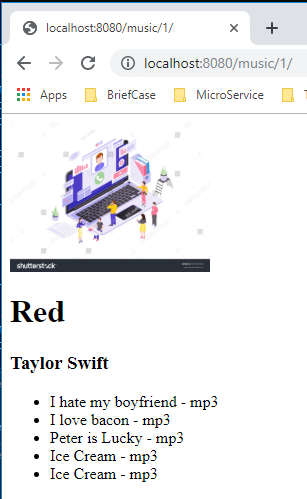 localhost:8080/music/1/
localhost:8080/music/1/
Apps BriefCase MicroService
shutterstock
Red
Taylor Swift
I hate my boyfriend - mp3
I love bacon - mp3
Peter is Lucky - mp3
Ice Cream - mp3
Ice Cream - mp3